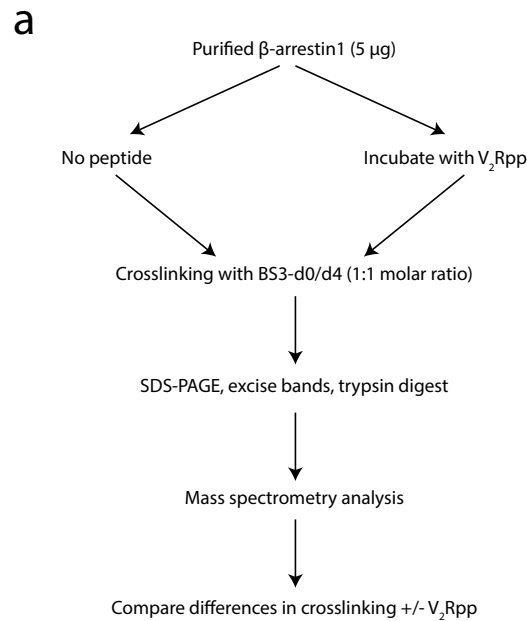 a
Purified β-arrestin1 (5 μg)
No peptide
Incubate with V₂Rpp
Crosslinking with BS3-d0/d4 (1:1 molar ratio)
SDS-PAGE, excise bands, trypsin digest
Mass spectrometry analysis
Compare differences in crosslinking +/- V₂Rpp